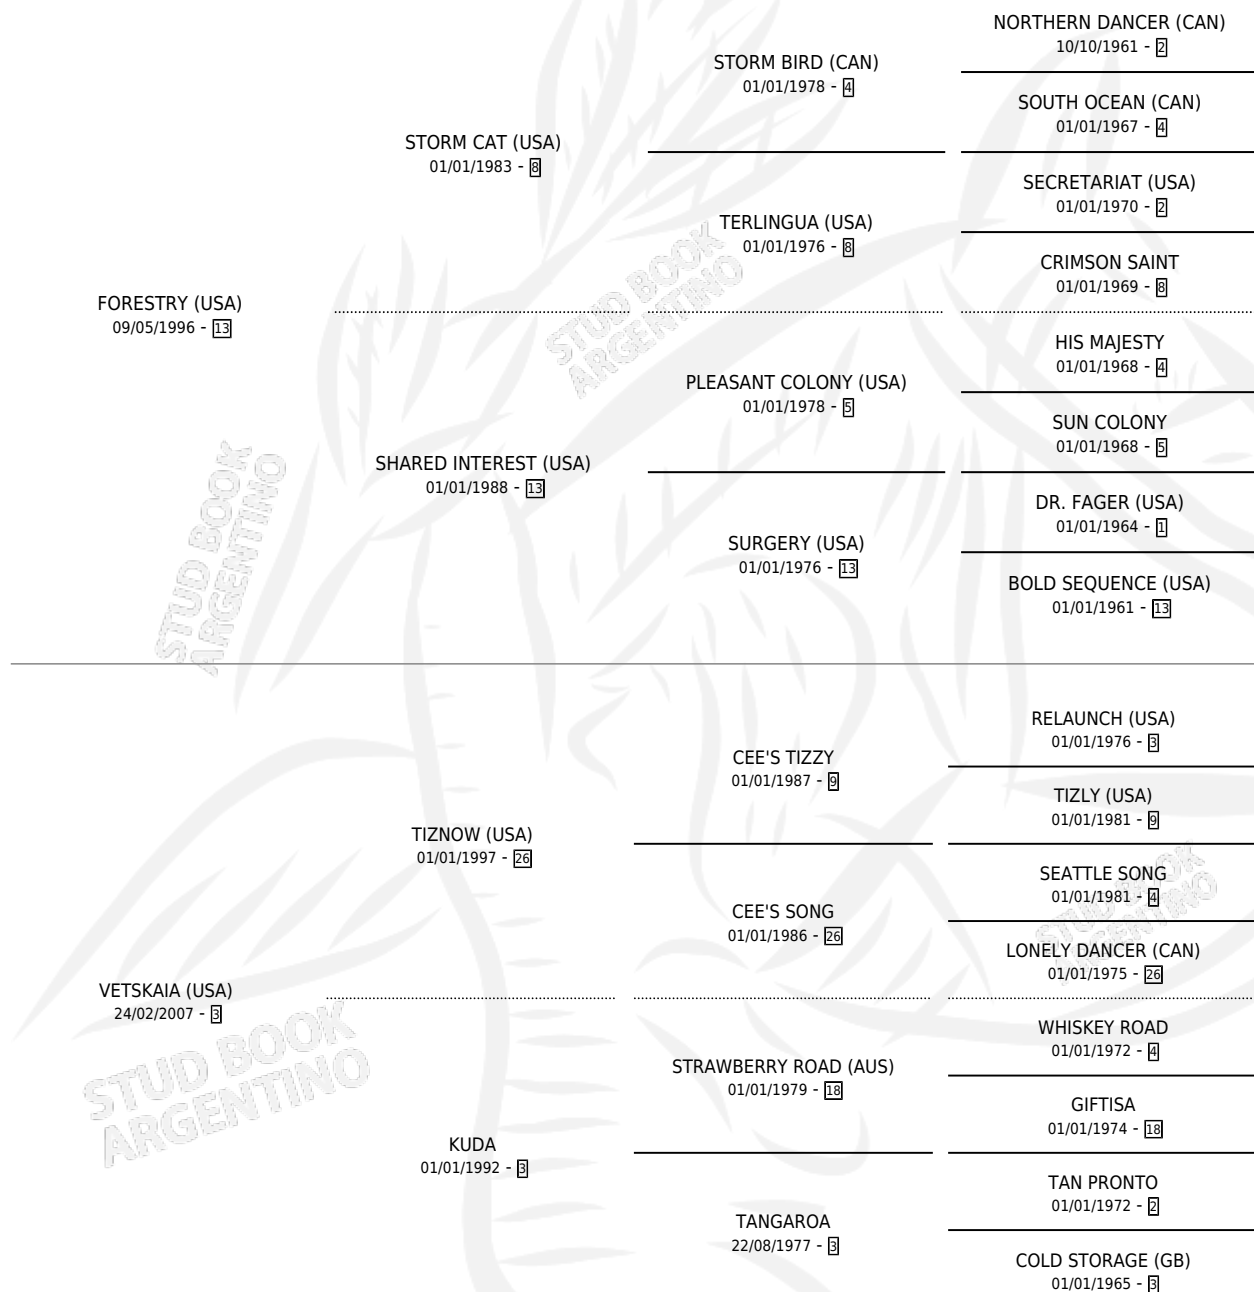 NORTHERN DANCER (CAN)
10/10/1961 - 2
STORM BIRD (CAN)
01/01/1978 - 4
SOUTH OCEAN (CAN)
01/01/1967 - 4
STORM CAT (USA)
01/01/1983 - 8
SECRETARIAT (USA)
01/01/1970 - 2
TERLINGUA (USA)
01/01/1976 - 8
CRIMSON SAINT
01/01/1969 - 8
FORESTRY (USA)
09/05/1996 - 13
HIS MAJESTY
01/01/1968 - 4
PLEASANT COLONY (USA)
01/01/1978 - 5
SUN COLONY
01/01/1968 - 5
SHARED INTEREST (USA)
01/01/1988 - 13
DR. FAGER (USA)
01/01/1964 - 1
SURGERY (USA)
01/01/1976 - 13
BOLD SEQUENCE (USA)
01/01/1961 - 13
RELAUNCH (USA)
01/01/1976 - 3
CEE'S TIZZY
01/01/1987 - 9
TIZLY (USA)
01/01/1981 - 9
TIZNOW (USA)
01/01/1997 - 26
SEATTLE SONG
01/01/1981 - 4
CEE'S SONG
01/01/1986 - 26
LONELY DANCER (CAN)
01/01/1975 - 26
VETSKAIA (USA)
24/02/2007 - 3
WHISKEY ROAD
01/01/1972 - 4
STRAWBERRY ROAD (AUS)
01/01/1979 - 18
GIFTISA
01/01/1974 - 18
KUDA
01/01/1992 - 3
TAN PRONTO
01/01/1972 - 2
TANGAROA
22/08/1977 - 3
COLD STORAGE (GB)
01/01/1965 - 3
STUD BOOK
ARGENTINO
STUD BOOK
ARGENTINO
STUD BOOK
ARGENTINO
STUD BOOK
ARGENTINO